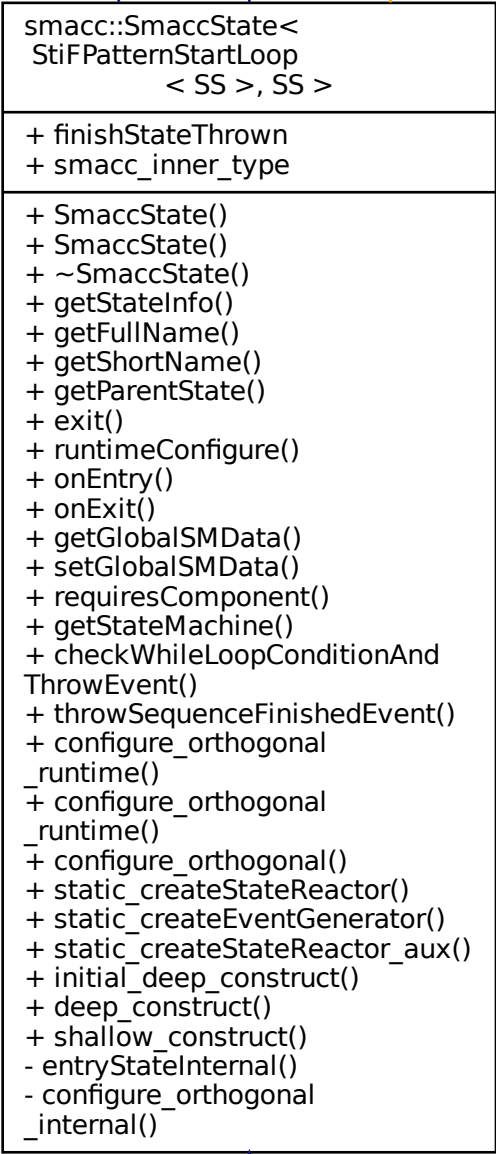 smacc::SmaccState<
StiFPatternStartLoop
< SS >, SS >
+ finishStateThrown
+ smacc_inner_type
+ SmaccState()
+ SmaccState()
+ ~SmaccState()
+ getStateInfo()
+ getFullName()
+ getShortName()
+ getParentState()
+ exit()
+ runtimeConfigure()
+ onEntry()
+ onExit()
+ getGlobalSMData()
+ setGlobalSMData()
+ requiresComponent()
+ getStateMachine()
+ checkWhileLoopConditionAnd
ThrowEvent()
+ throwSequenceFinishedEvent()
+ configure_orthogonal
_runtime()
+ configure_orthogonal
_runtime()
+ configure_orthogonal()
+ static_createStateReactor()
+ static_createEventGenerator()
+ static_createStateReactor_aux()
+ initial_deep_construct()
+ deep_construct()
+ shallow_construct()
- entryStateInternal()
- configure_orthogonal
_internal()